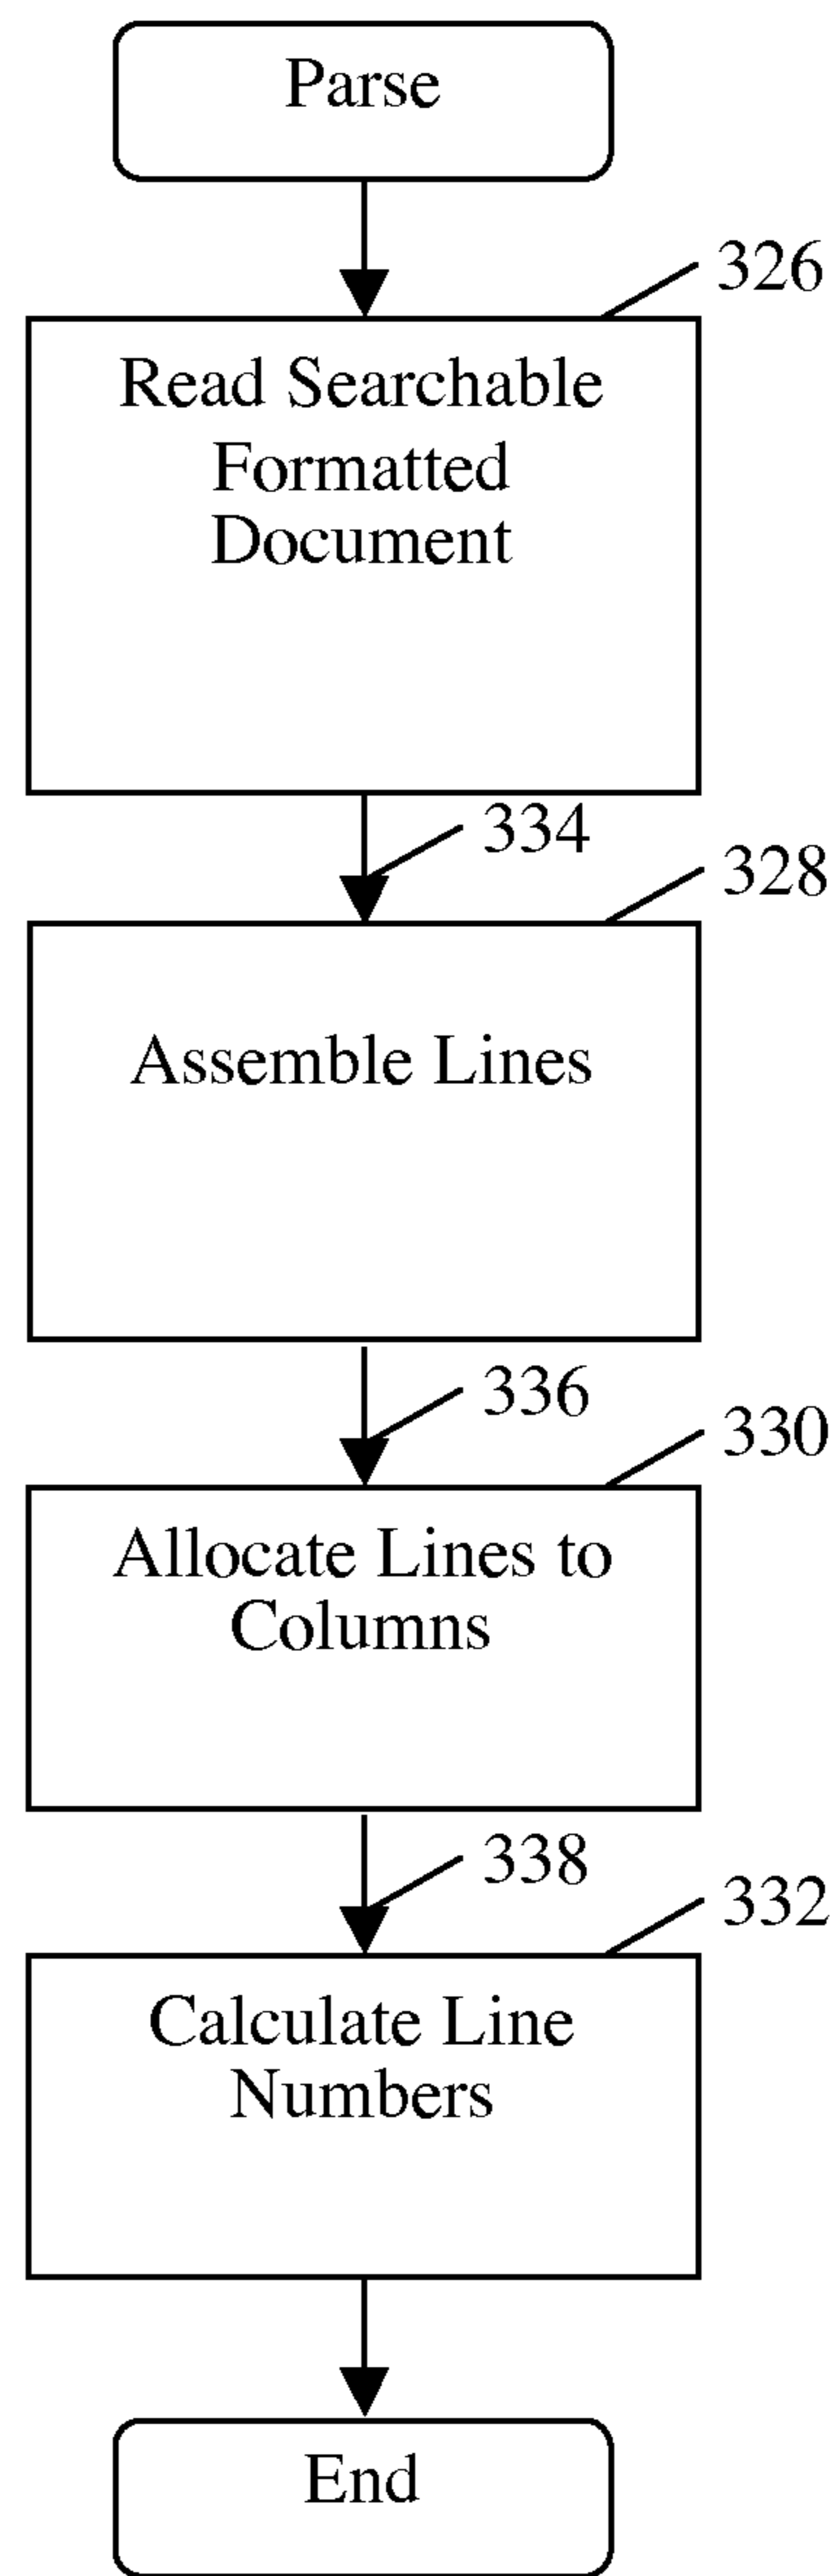 Parse
326
Read Searchable
Formatted
Document
334
328
Assemble Lines
336
330
Allocate Lines to
Columns
338
332
Calculate Line
Numbers
End